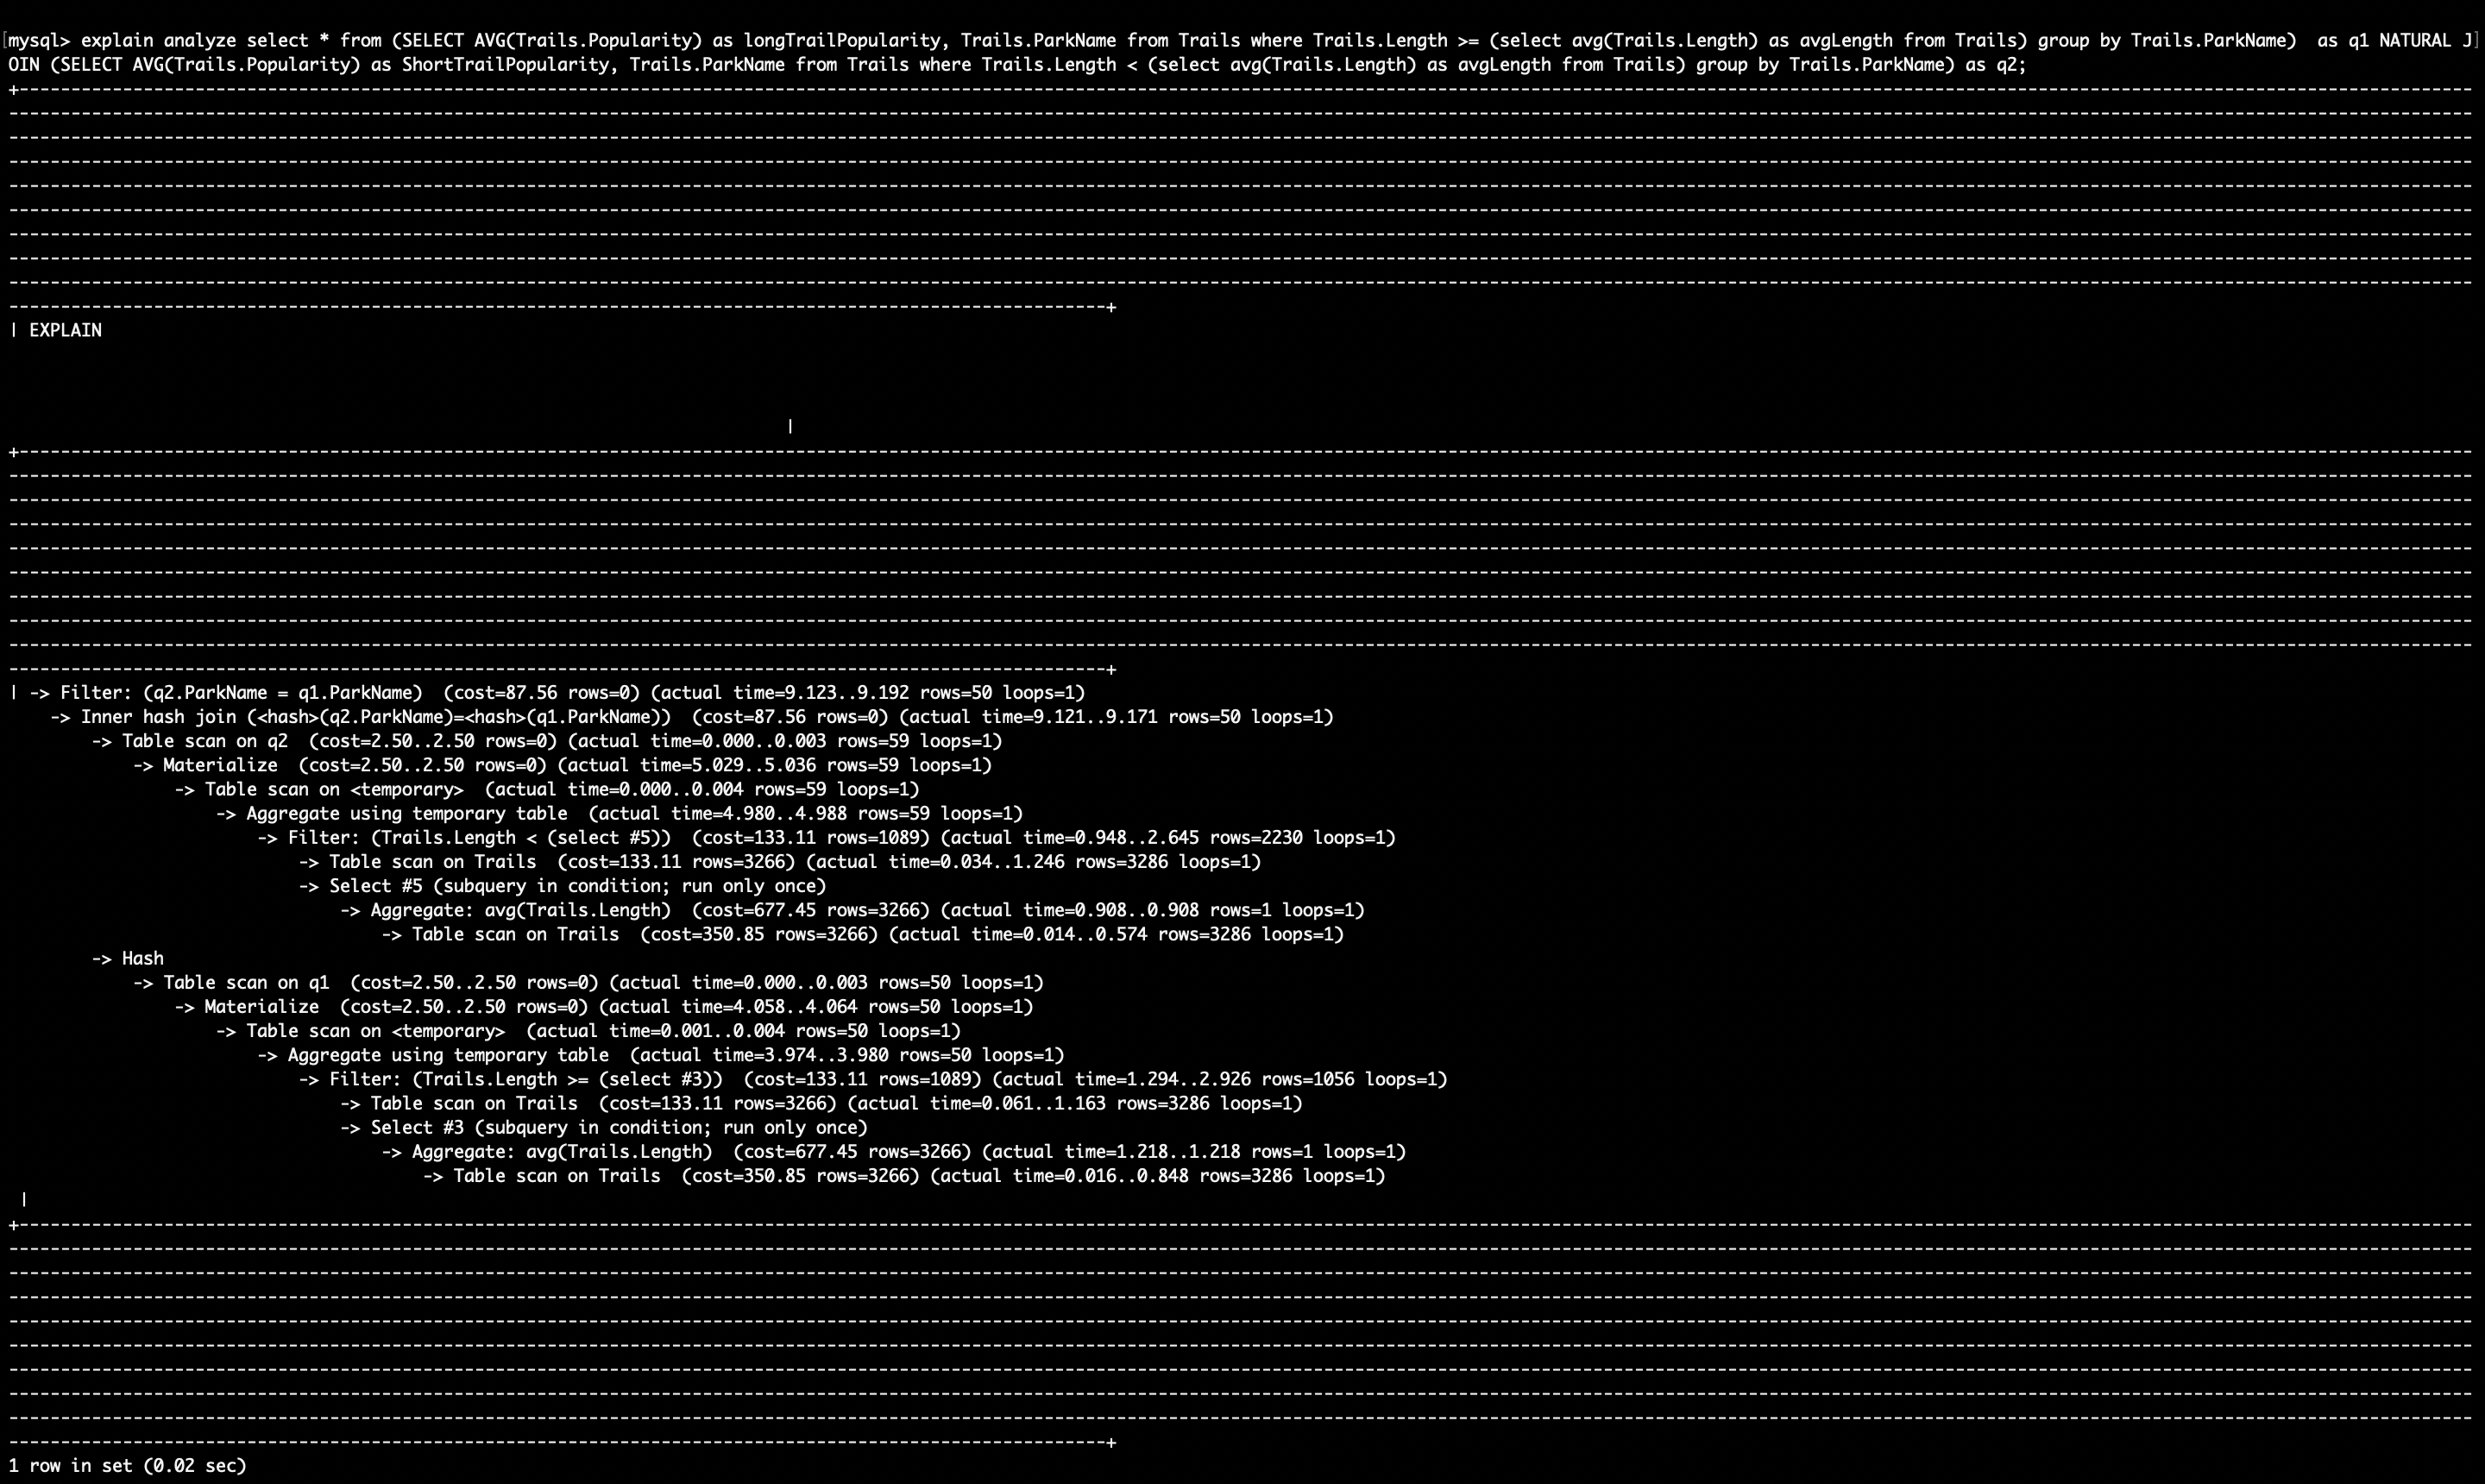 mysql> explain analyze select * from (SELECT AVG(Trails.Popularity) as longTrailPopularity, Trails.ParkName from Trails where Trails.Length >= (select avg(Trails.Length) as avgLength from Trails) group by Trails.ParkName)  as q1 NATURAL J
OIN (SELECT AVG(Trails.Popularity) as ShortTrailPopularity, Trails.ParkName from Trails where Trails.Length < (select avg(Trails.Length) as avgLength from Trails) group by Trails.ParkName) as q2;
| EXPLAIN
|
| -> Filter: (q2.ParkName = q1.ParkName)  (cost=87.56 rows=0) (actual time=9.123..9.192 rows=50 loops=1)
    -> Inner hash join (<hash>(q2.ParkName)=<hash>(q1.ParkName))  (cost=87.56 rows=0) (actual time=9.121..9.171 rows=50 loops=1)
        -> Table scan on q2  (cost=2.50..2.50 rows=0) (actual time=0.000..0.003 rows=59 loops=1)
            -> Materialize  (cost=2.50..2.50 rows=0) (actual time=5.029..5.036 rows=59 loops=1)
                -> Table scan on <temporary>  (actual time=0.000..0.004 rows=59 loops=1)
                    -> Aggregate using temporary table  (actual time=4.980..4.988 rows=59 loops=1)
                        -> Filter: (Trails.Length < (select #5))  (cost=133.11 rows=1089) (actual time=0.948..2.645 rows=2230 loops=1)
                            -> Table scan on Trails  (cost=133.11 rows=3266) (actual time=0.034..1.246 rows=3286 loops=1)
                            -> Select #5 (subquery in condition; run only once)
                                -> Aggregate: avg(Trails.Length)  (cost=677.45 rows=3266) (actual time=0.908..0.908 rows=1 loops=1)
                                    -> Table scan on Trails  (cost=350.85 rows=3266) (actual time=0.014..0.574 rows=3286 loops=1)
        -> Hash
            -> Table scan on q1  (cost=2.50..2.50 rows=0) (actual time=0.000..0.003 rows=50 loops=1)
                -> Materialize  (cost=2.50..2.50 rows=0) (actual time=4.058..4.064 rows=50 loops=1)
                    -> Table scan on <temporary>  (actual time=0.001..0.004 rows=50 loops=1)
                        -> Aggregate using temporary table  (actual time=3.974..3.980 rows=50 loops=1)
                            -> Filter: (Trails.Length >= (select #3))  (cost=133.11 rows=1089) (actual time=1.294..2.926 rows=1056 loops=1)
                                -> Table scan on Trails  (cost=133.11 rows=3266) (actual time=0.061..1.163 rows=3286 loops=1)
                                -> Select #3 (subquery in condition; run only once)
                                    -> Aggregate: avg(Trails.Length)  (cost=677.45 rows=3266) (actual time=1.218..1.218 rows=1 loops=1)
                                        -> Table scan on Trails  (cost=350.85 rows=3266) (actual time=0.016..0.848 rows=3286 loops=1)
 |
1 row in set (0.02 sec)